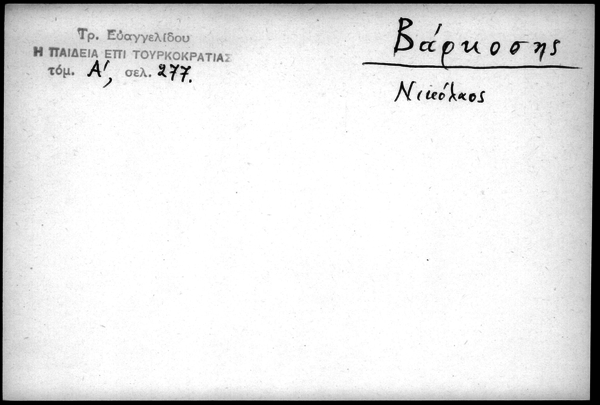 Τρ. Εὐαγγελίδου
Η ΠΑΙΔΕΙΑ ΕΠΙ ΤΟΥΡΚΟΚΡΑΤΙΑΣ
τόμ. Α', σελ. 277.
Βάρκοσης
Νικόλαος